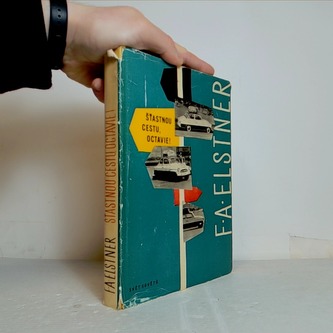 F.A.ELSTNER ŠŤASTNOU CESTU, OCTAVIE!
ŠŤASTNOU
CESTU,
OCTAVIE!
F·A·ELSTNER